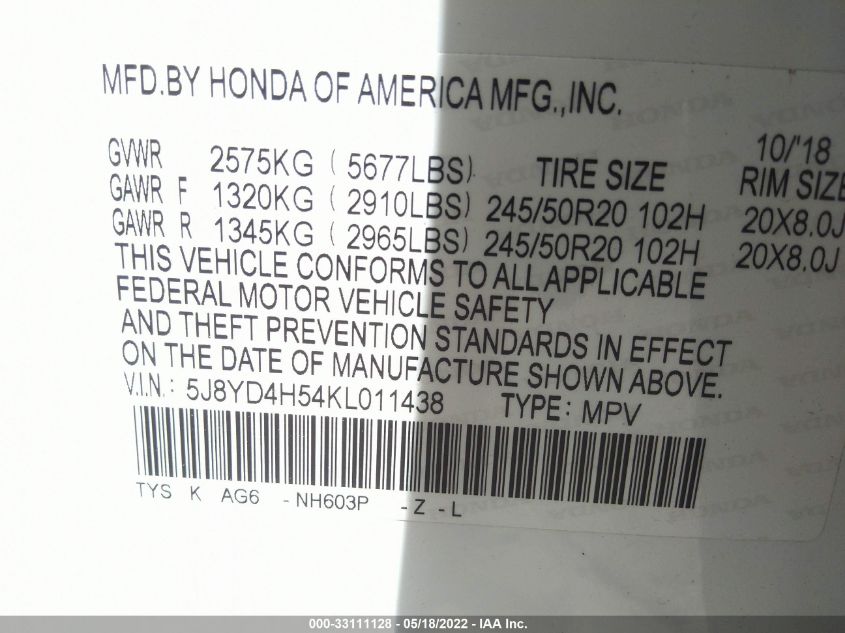 MFD.BY HONDA OF AMERICA MFG.,INC.
10/'18
GVWR 2575KG ( 5677LBS) TIRE SIZE RIM SIZE
GAWR F 1320KG ( 2910LBS) 245/50R20 102H 20X8.0J
GAWR R 1345KG ( 2965LBS) 245/50R20 102H 20X8.0J
THIS VEHICLE CONFORMS TO ALL APPLICABLE
FEDERAL MOTOR VEHICLE SAFETY
AND THEFT PREVENTION STANDARDS IN EFFECT
ON THE DATE OF MANUFACTURE SHOWN ABOVE.
V.I.N.: 5J8YD4H54KL011438 TYPE: MPV
TYS K AG6 -NH603P -Z -L
000-33111128 - 05/18/2022 - IAA Inc.